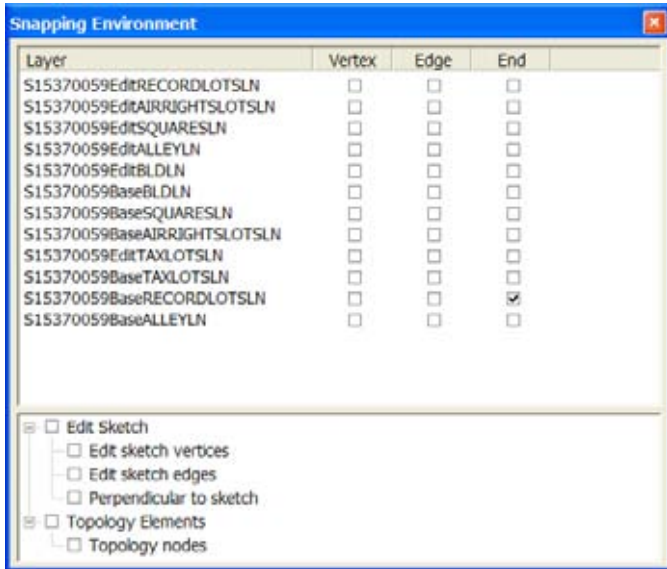 Snapping Environment
Layer Vertex Edge End
S15370059EditRECORDLOTSLN
S15370059EditAIRRIGHTSLOTSLN
S15370059EditSQUARESLN
S15370059EditALLEYLN
S15370059EditBLDLN
S15370059BaseBLDLN
S15370059BaseSQUARESLN
S15370059BaseAIRRIGHTSLOTSLN
S15370059EditTAXLOTSLN
S15370059BaseTAXLOTSLN
S15370059BaseRECORDLOTSLN
S15370059BaseALLEYLN
Edit Sketch
Edit sketch vertices
Edit sketch edges
Perpendicular to sketch
Topology Elements
Topology nodes